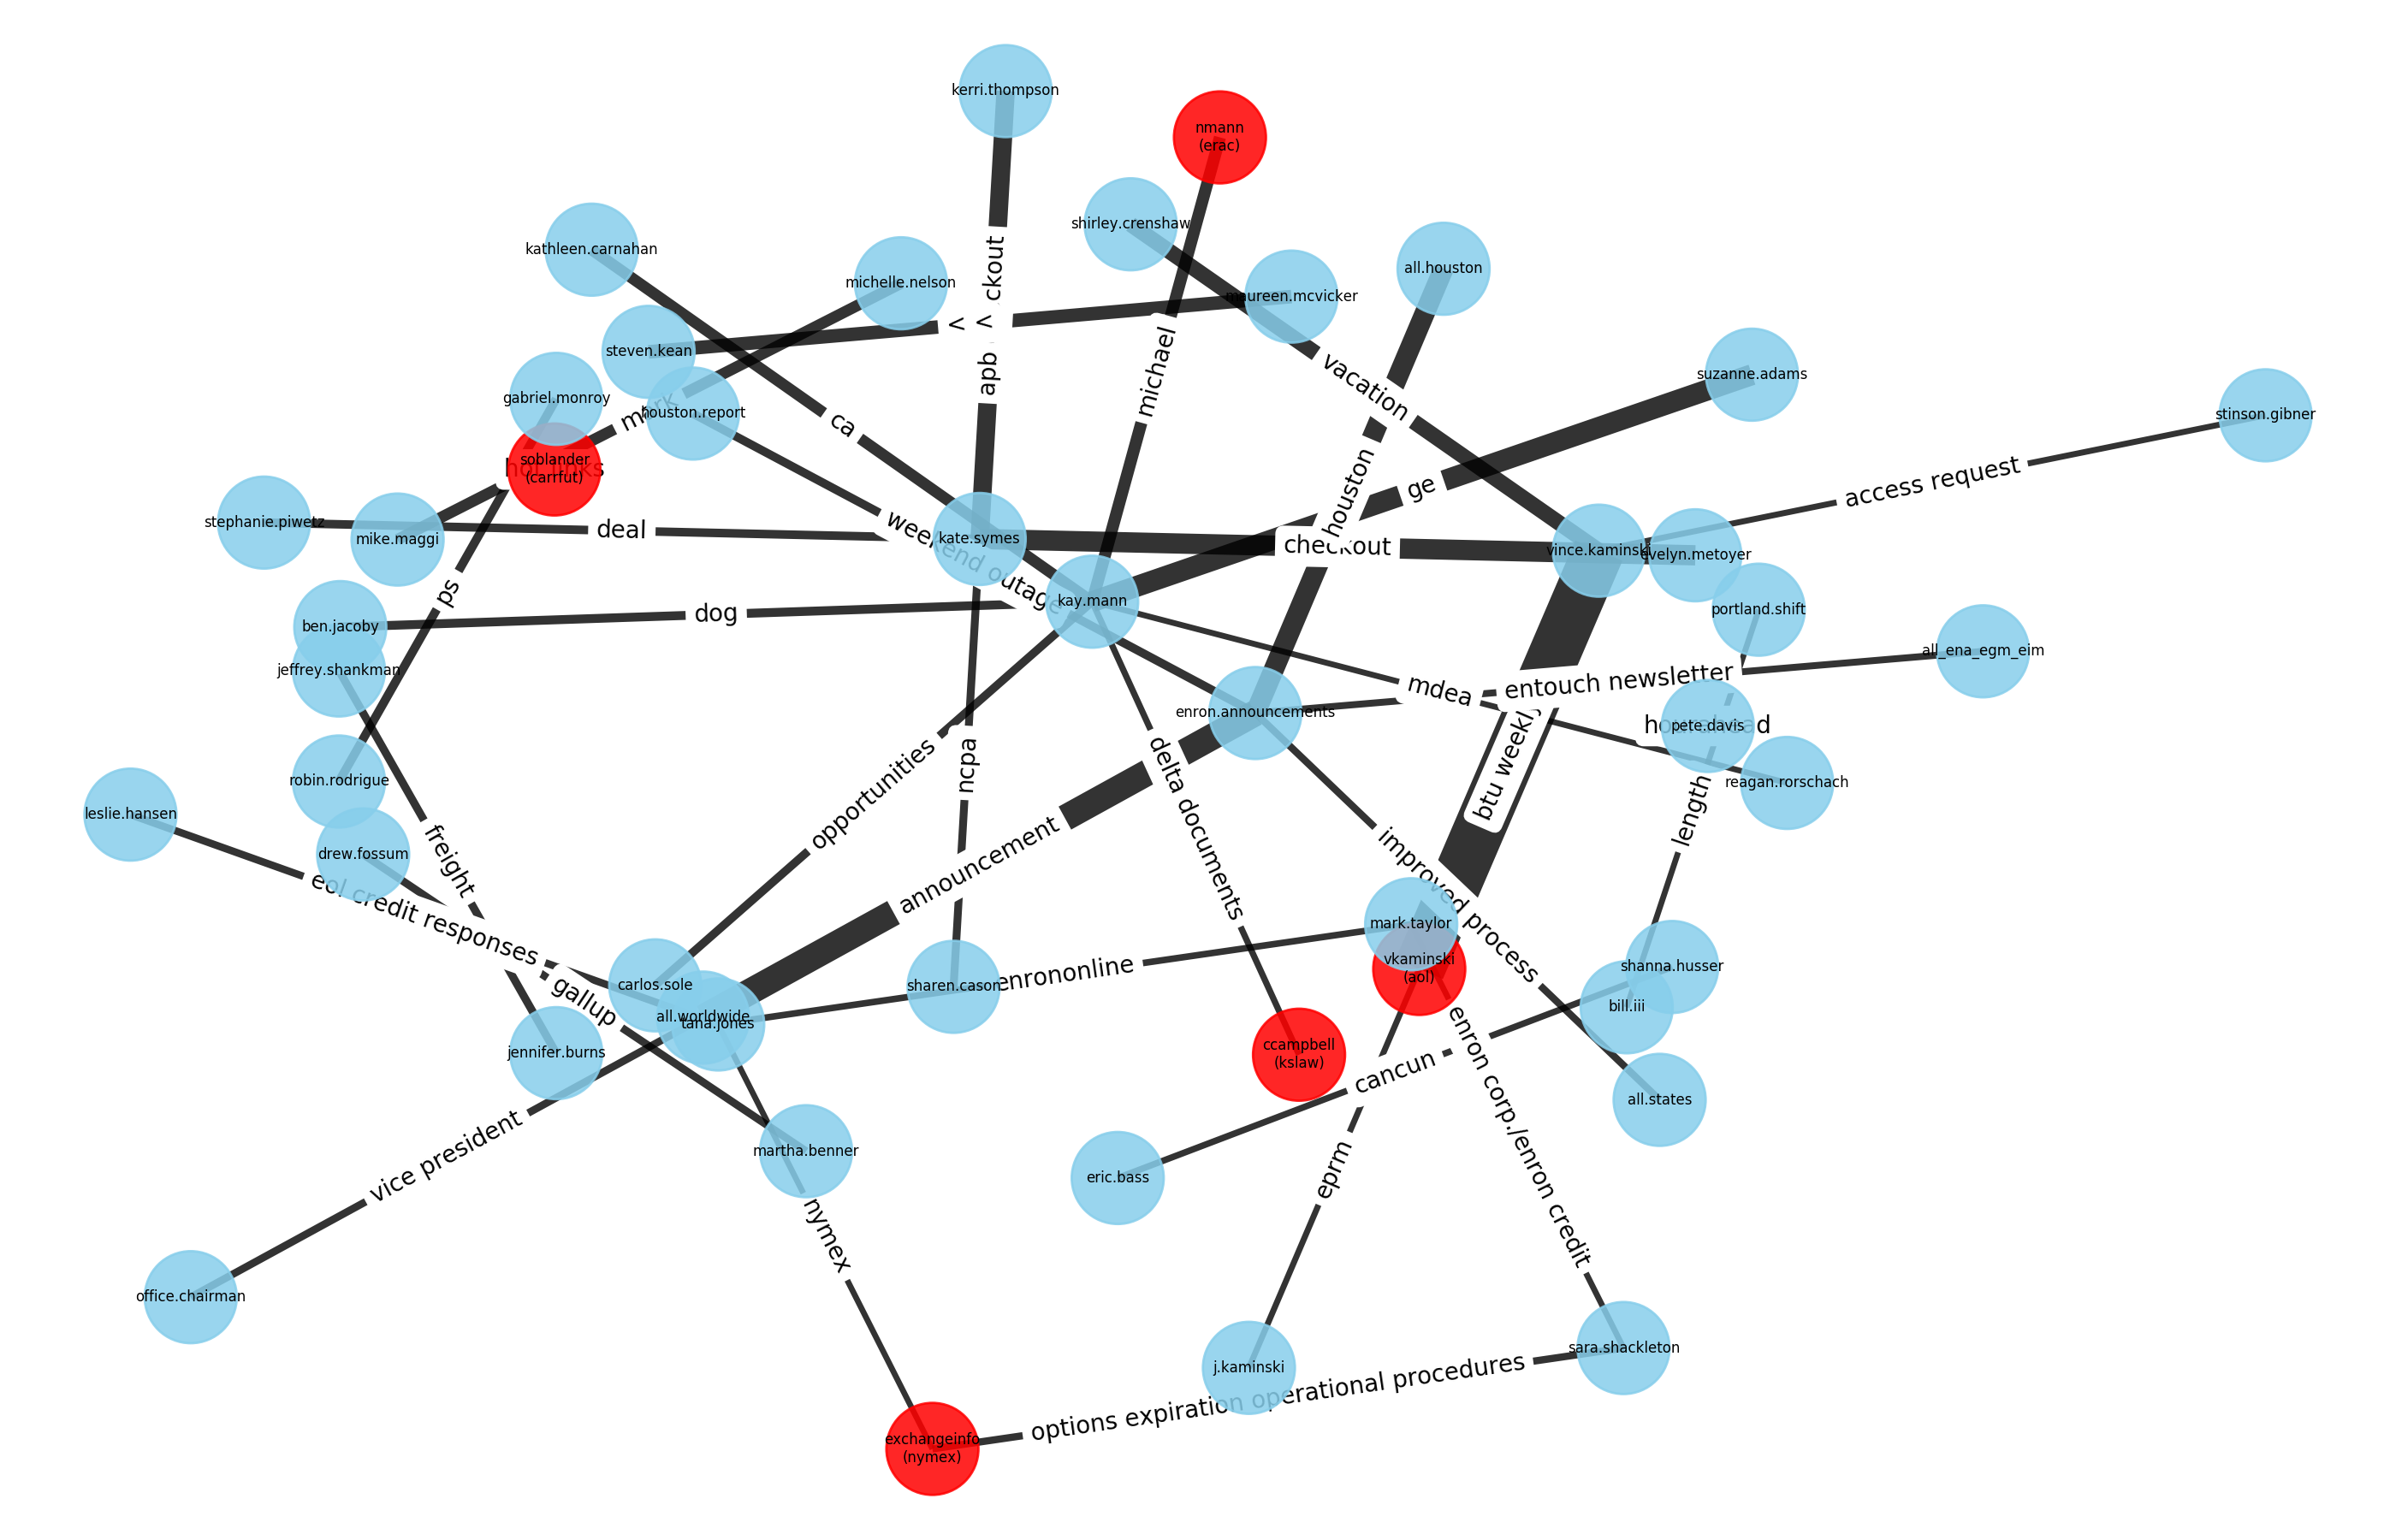 kerri.thompson
nmann
(erac)
shirley.crenshaw
kathleen.carnahan
all.houston
michelle.nelson
maureen.mcvicker
<
<
ckout
apb
steven.kean
michael
vacation
suzanne.adams
gabriel.monroy
mark
houston.report
ca
stinson.gibner
soblander
(carrfut)
hot links
access request
ge
houston
stephanie.piwetz
deal
mike.maggi
weekend outage
kate.symes
checkout
vince.kaminski
evelyn.metoyer
ps
kay.mann
dog
ben.jacoby
portland.shift
all_ena_egm_eim
jeffrey.shankman
mdea
entouch newsletter
enron.announcements
pete.davis
opportunities
ncpa
delta documents
btu weekly
robin.rodrigue
reagan.rorschach
length
leslie.hansen
drew.fossum
freight
announcement
improved process
eol credit responses
mark.taylor
vkaminski
(aol)
shanna.husser
enrononline
carlos.sole
sharen.cason
gallup
all.worldwide
tana.jones
bill.iii
jennifer.burns
ccampbell
(kslaw)
cancun
all.states
enron corp./enron credit
vice president
martha.benner
eprm
eric.bass
nymex
office.chairman
j.kaminski
sara.shackleton
options expiration operational procedures
exchangeinfo
(nymex)